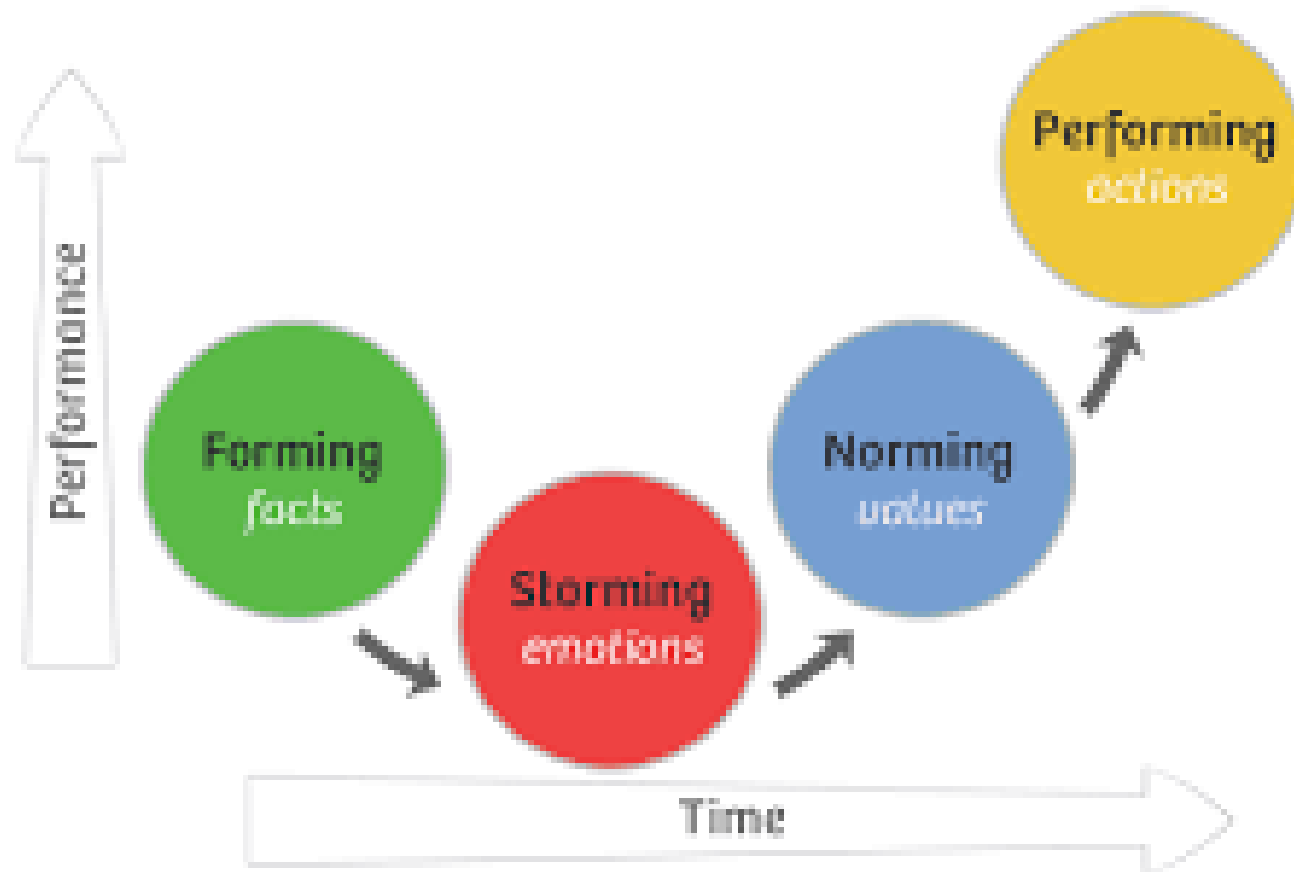 Performance
Forming
facts
Storming
emotions
Norming
values
Performing
actions
Time